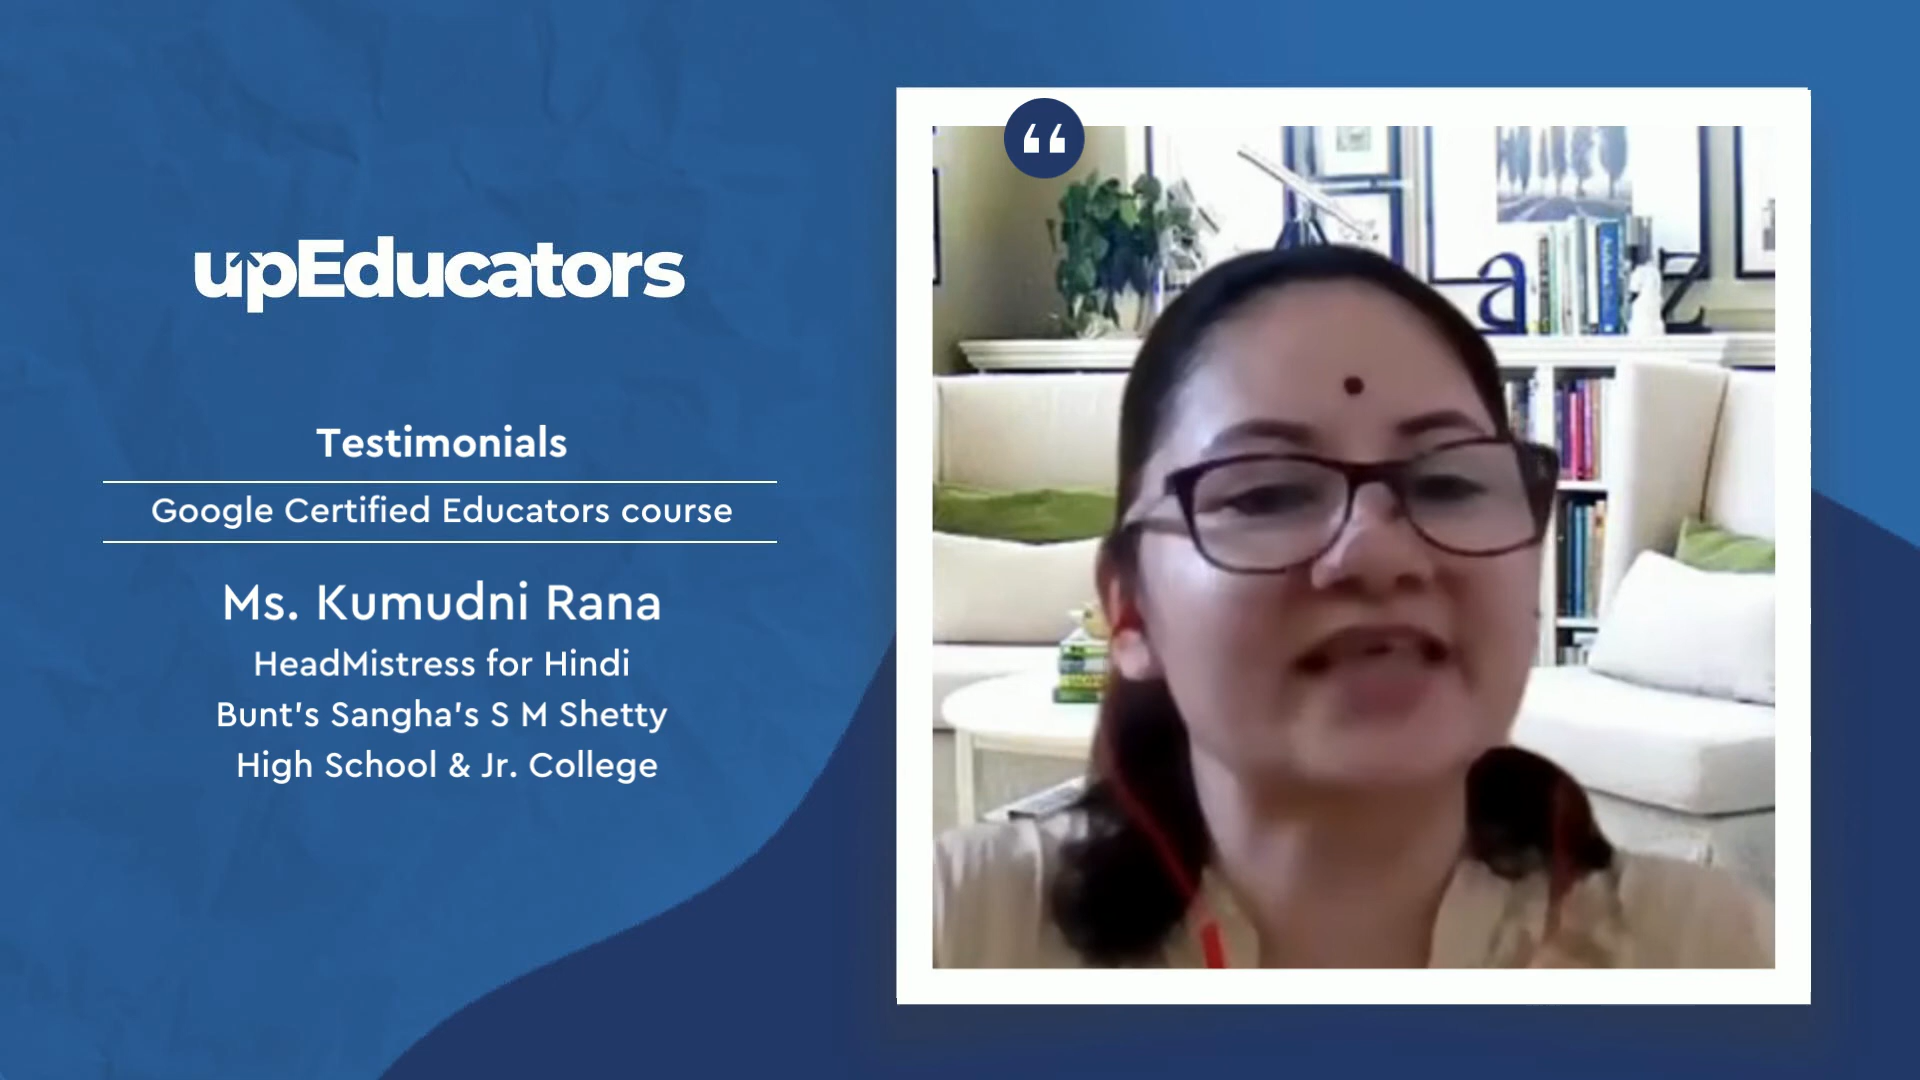 upEducators
Testimonials
Google Certified Educators course
Ms. Kumudni Rana
HeadMistress for Hindi
Bunt's Sangha's S M Shetty
High School & Jr. College